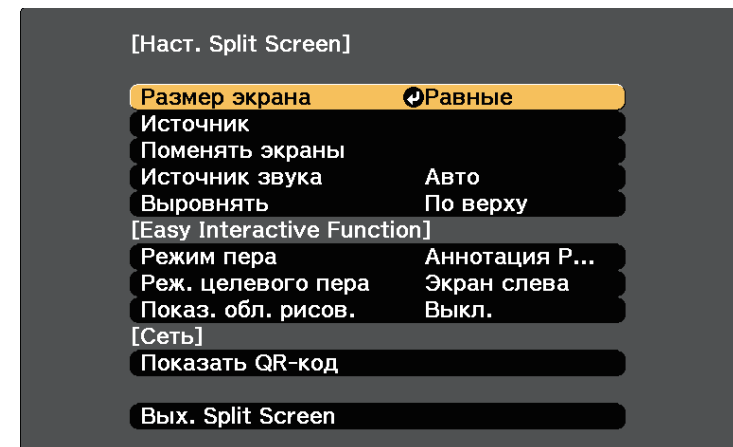 [Наст. Split Screen]
Размер экрана Равные
Источник
Поменять экраны
Источник звука Авто
Выровнять По верху
[Easy Interactive Function]
Режим пера Аннотация Р...
Реж. целевого пера Экран слева
Показ. обл. рисов. Выкл.
[Сеть]
Показать QR-код
Вых. Split Screen